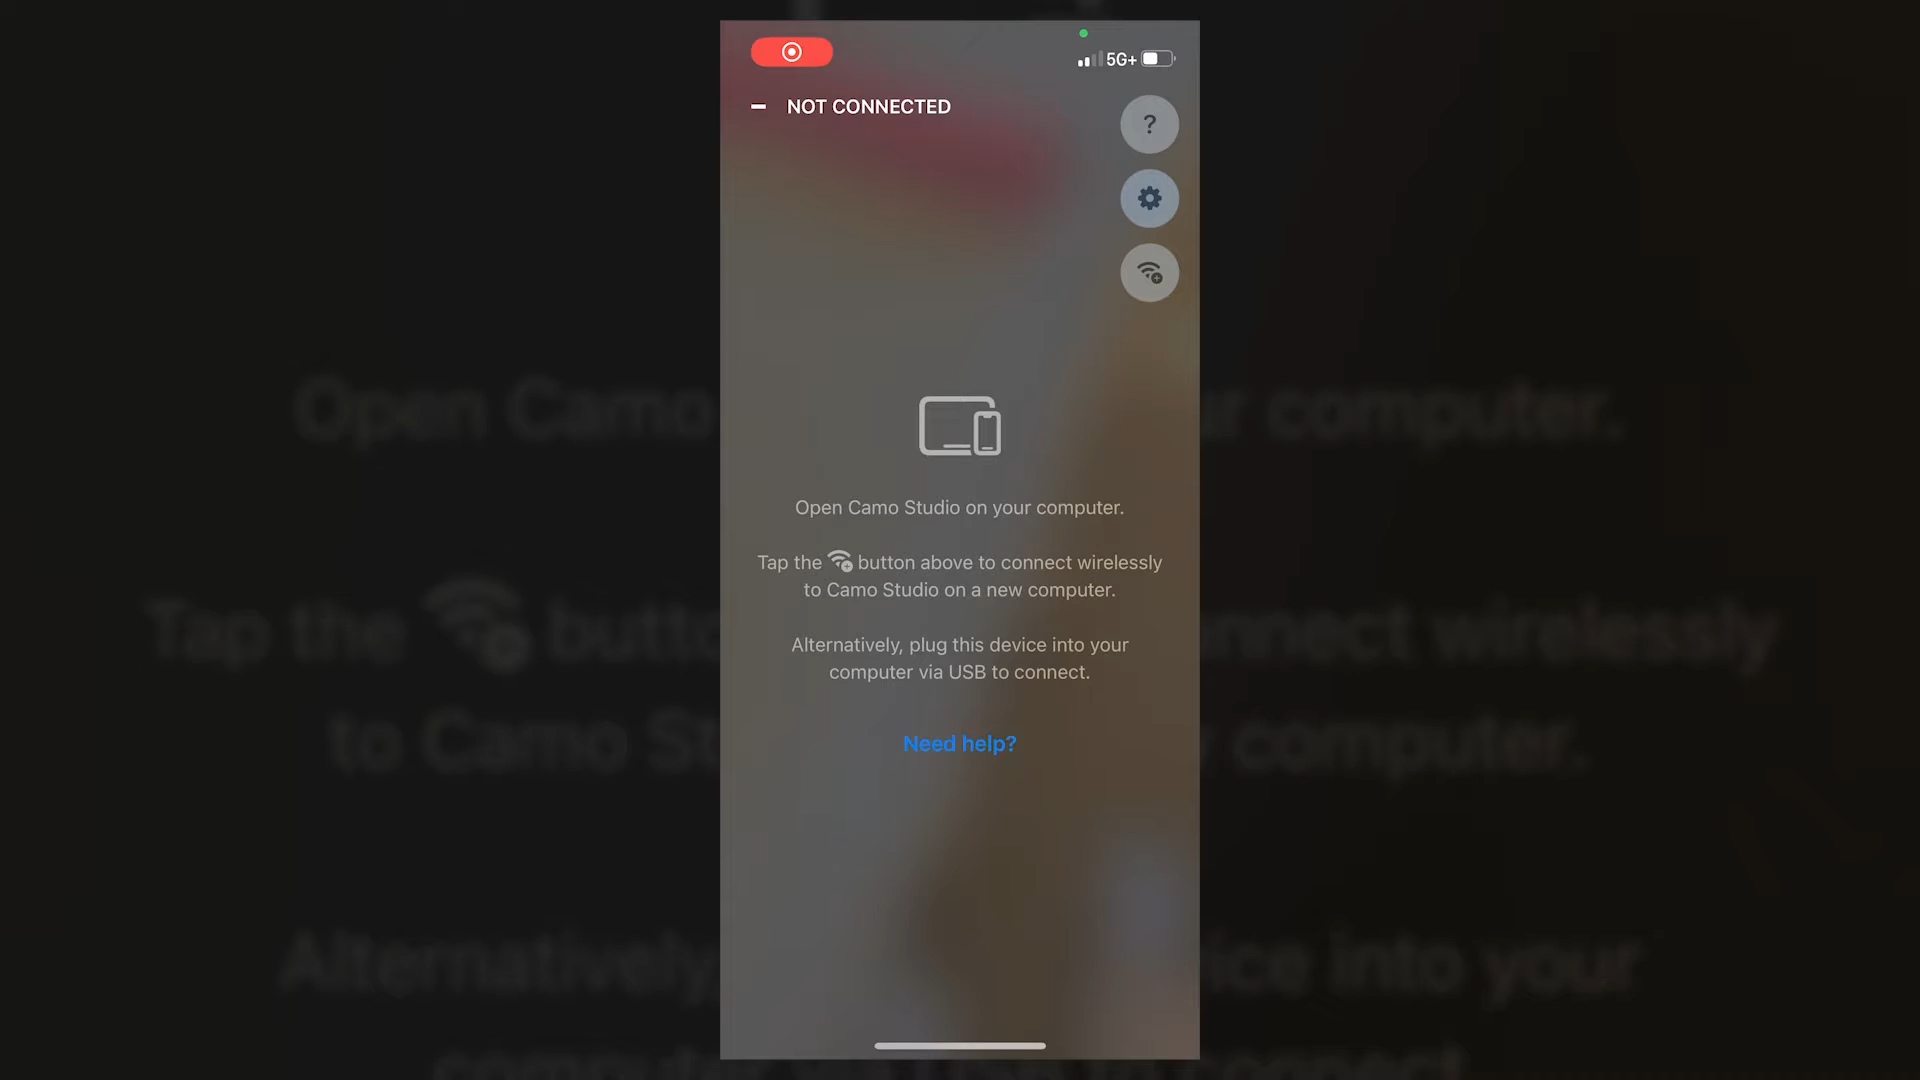 5G+
NOT CONNECTED
?
Open Camo Studio on your computer.
Tap the button above to connect wirelessly
to Camo Studio on a new computer.
Alternatively, plug this device into your
computer via USB to connect.
Need help?